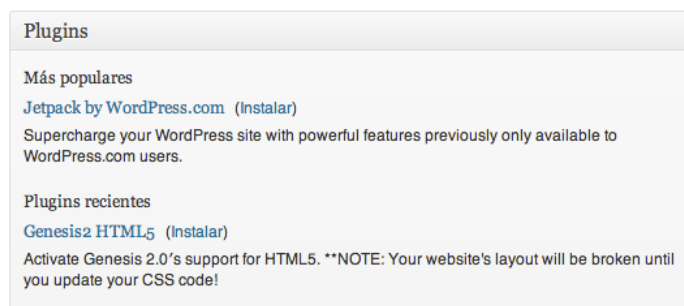 Plugins
Más populares
Jetpack by WordPress.com (Instalar)
Supercharge your WordPress site with powerful features previously only available to
WordPress.com users.
Plugins recientes
Genesis2 HTML5 (Instalar)
Activate Genesis 2.0′s support for HTML5. **NOTE: Your website's layout will be broken until
you update your CSS code!